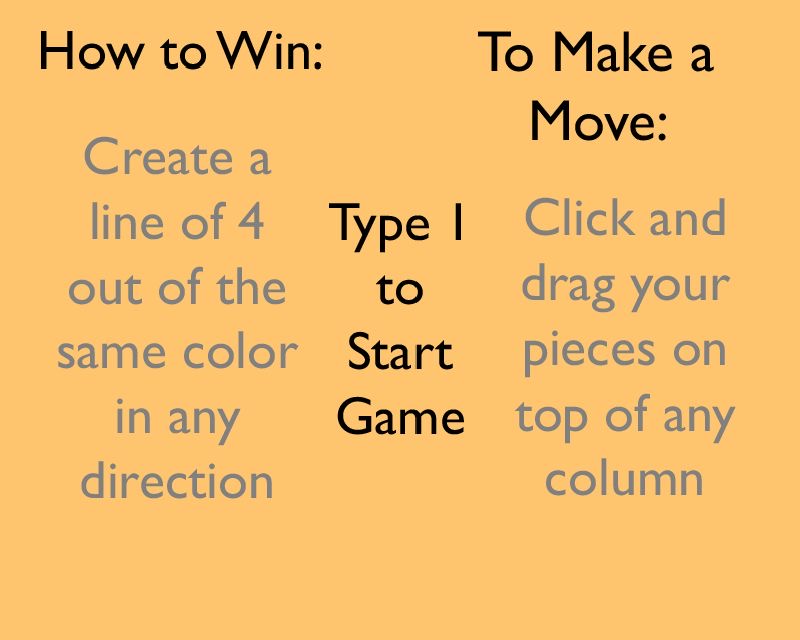 How to Win:
Create a
line of 4
out of the
same color
in any
direction
Type 1
to
Start
Game
To Make a
Move:
Click and
drag your
pieces on
top of any
column